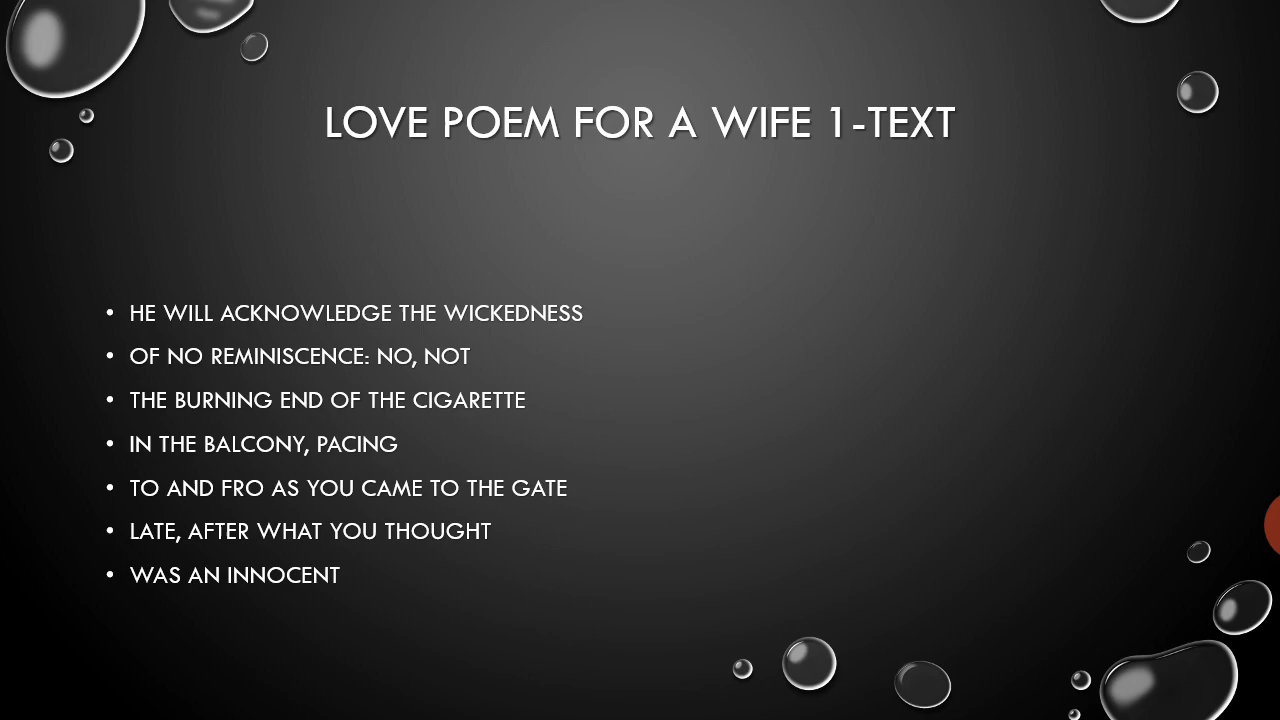 LOVE POEM FOR A WIFE 1-TEXT
• HE WILL ACKNOWLEDGE THE WICKEDNESS
• OF NO REMINISCENCE: NO, NOT
• THE BURNING END OF THE CIGARETTE
• IN THE BALCONY, PACING
• TO AND FRO AS YOU CAME TO THE GATE
• LATE, AFTER WHAT YOU THOUGHT
• WAS AN INNOCENT